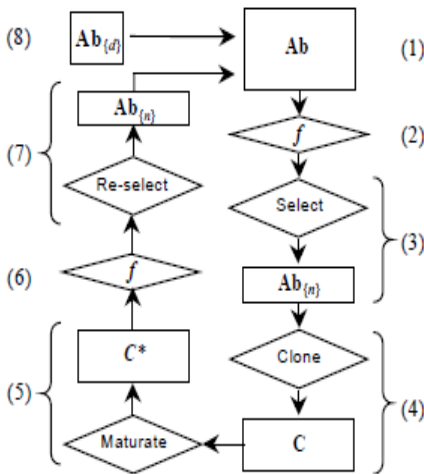 (8) Ab{d} Ab (1)
Ab{n} f (2)
(7) Re-select Select (3)
(6) f Ab{n}
C* Clone
(5) (4)
Maturate C